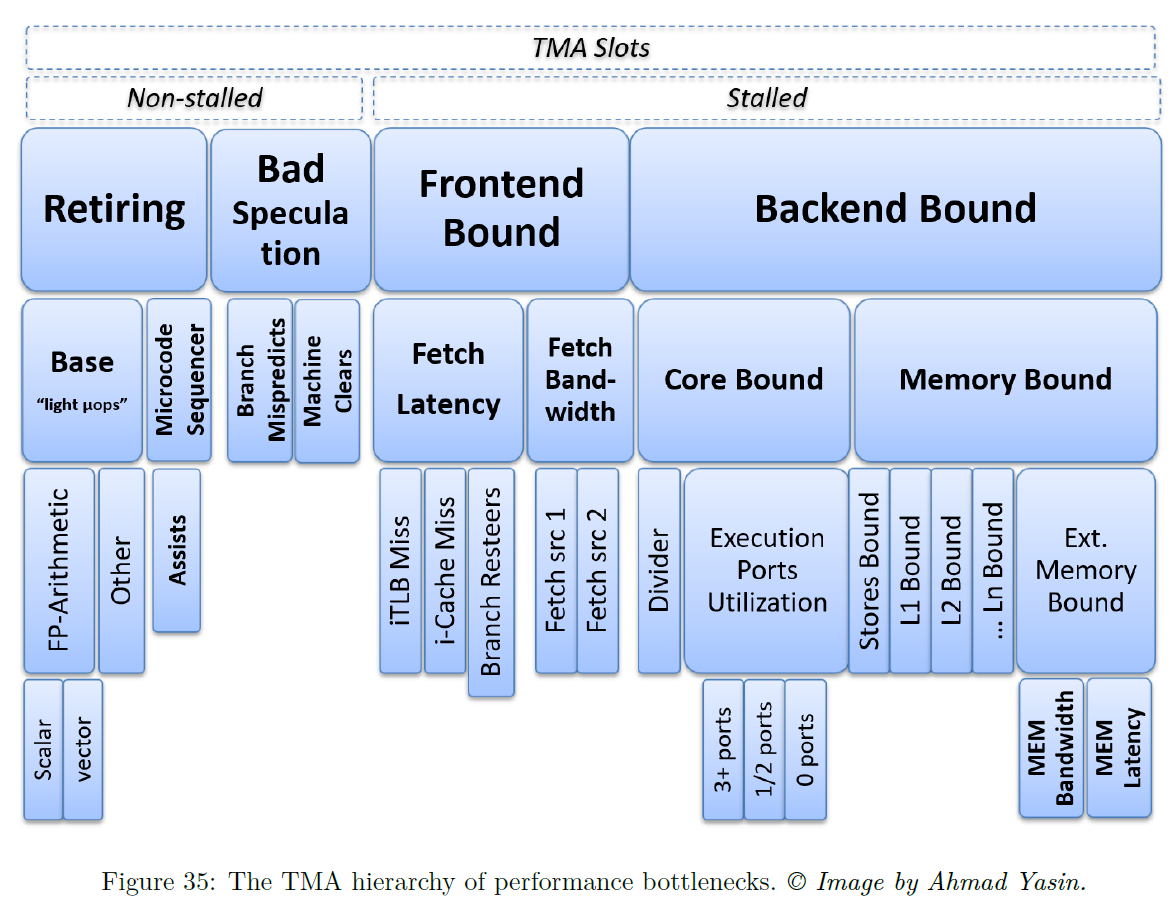 TMA Slots
Non-stalled
Stalled
Retiring
Bad
Specula
tion
Frontend
Bound
Backend Bound
Base
“light μops”
Microcode
Sequencer
Branch
Mispredicts
Machine
Clears
Fetch
Latency
Fetch
Band-
width
Core Bound
Memory Bound
FP-Arithmetic
Other
Assists
iTLB Miss
i-Cache Miss
Branch Resteers
Fetch src 1
Fetch src 2
Divider
Execution
Ports
Utilization
Stores Bound
L1 Bound
L2 Bound
... Ln Bound
Ext.
Memory
Bound
Scalar
vector
3+ ports
1/2 ports
0 ports
MEM
Bandwidth
MEM
Latency
Figure 35: The TMA hierarchy of performance bottlenecks. © Image by Ahmad Yasin.